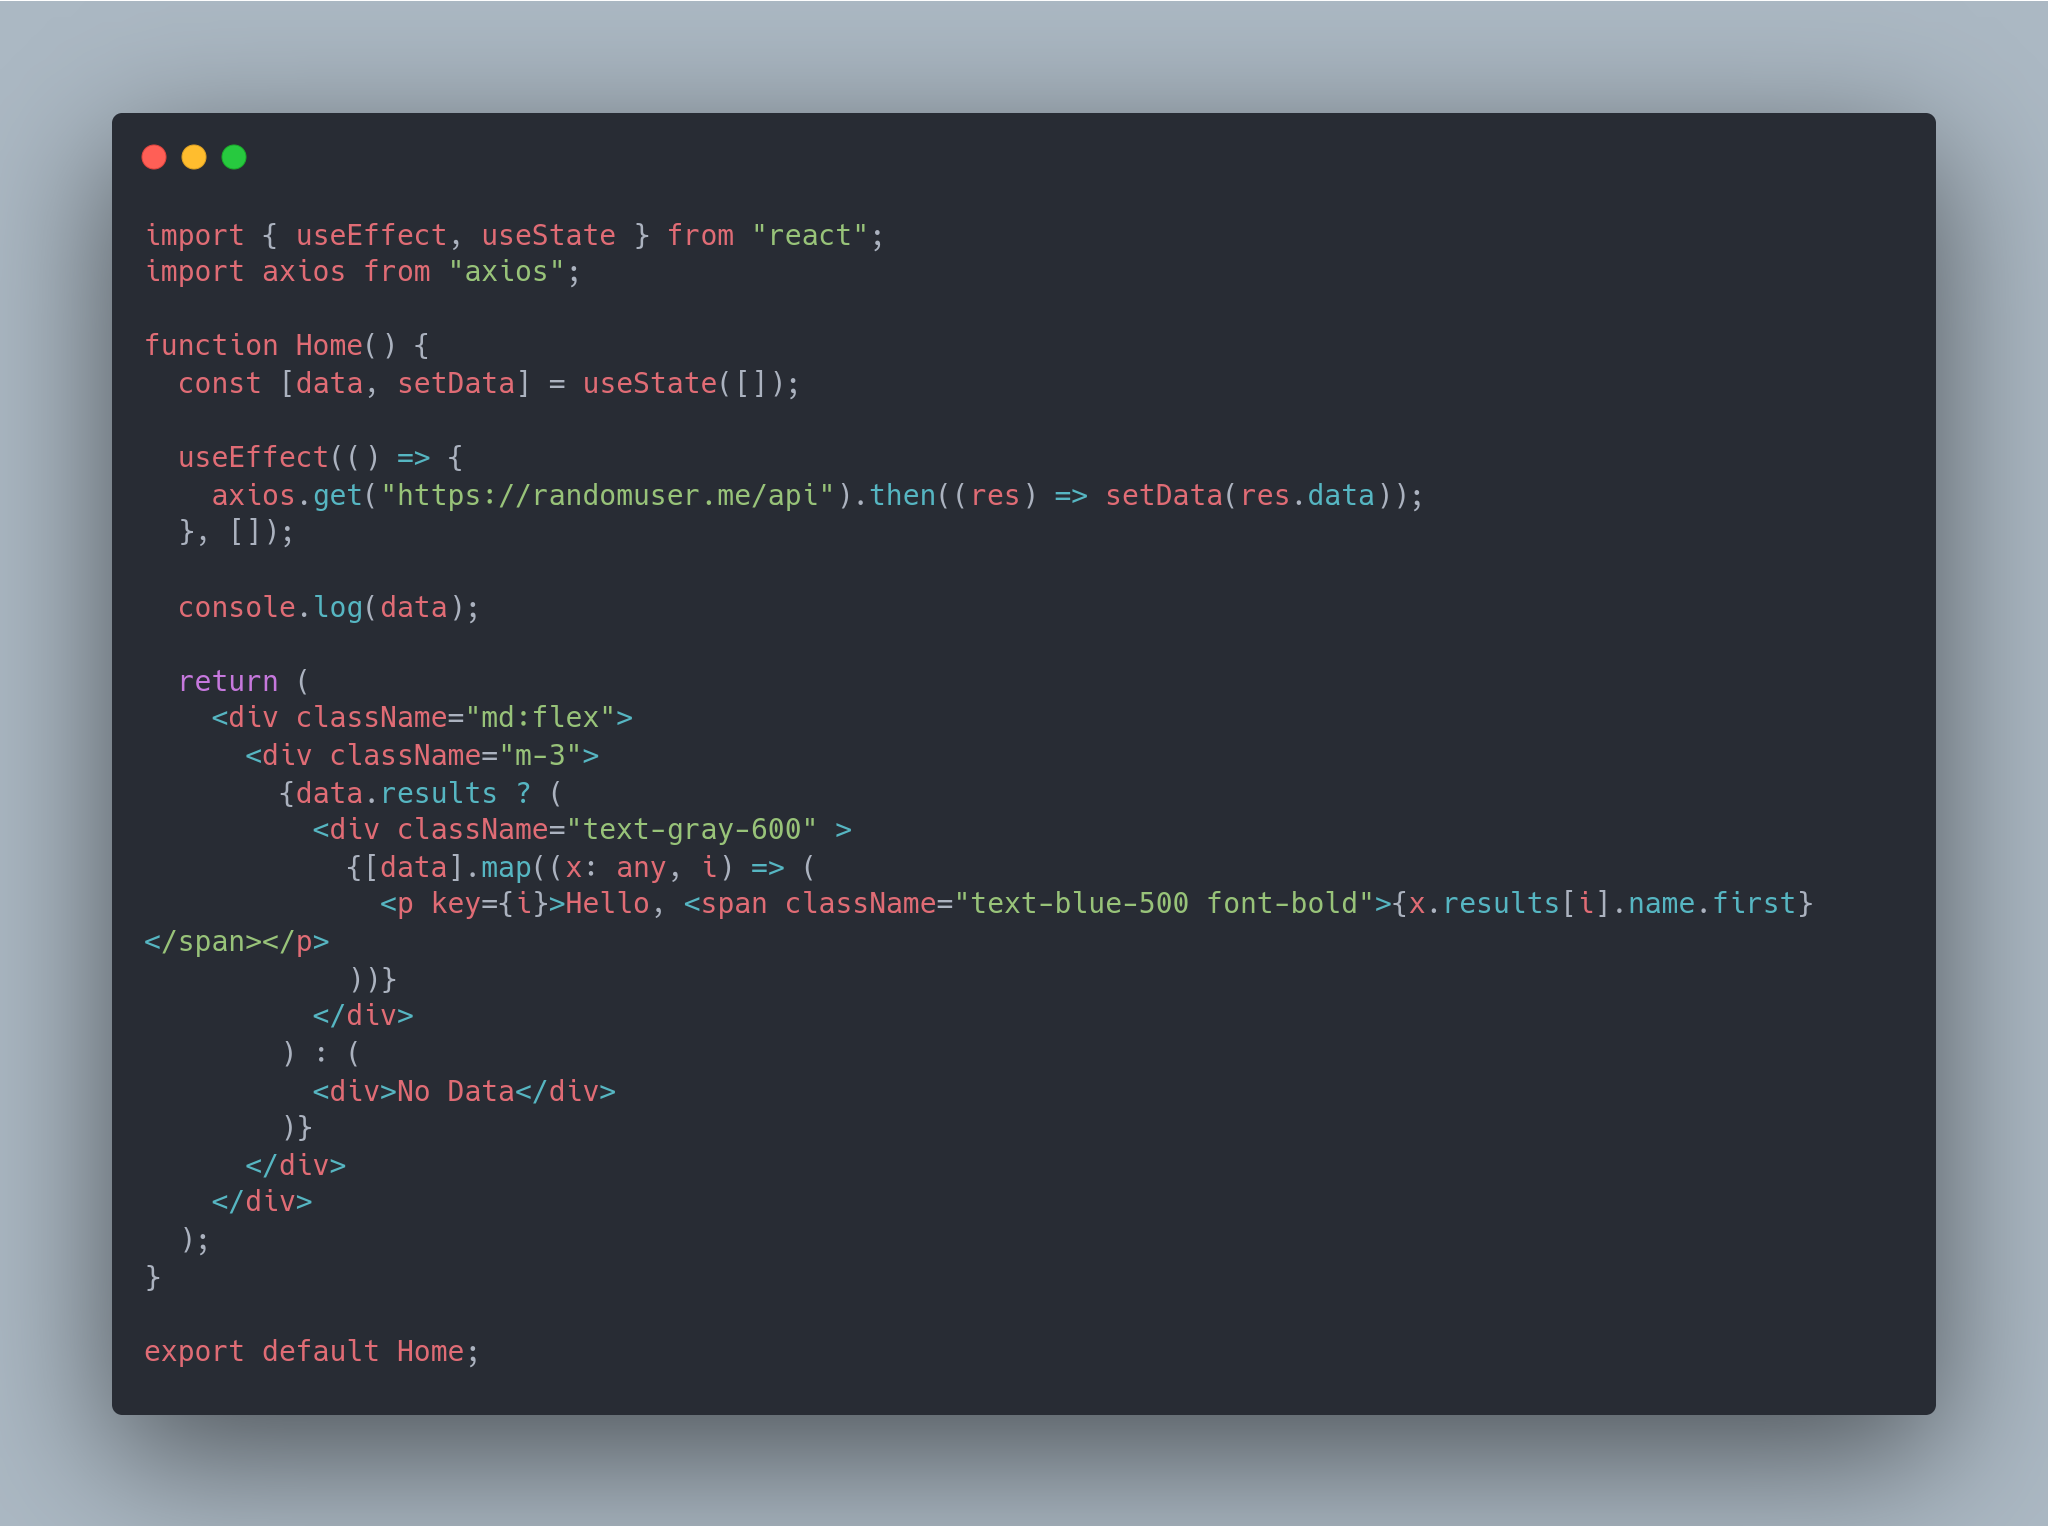 import { useEffect, useState } from "react";
import axios from "axios";

function Home() {
  const [data, setData] = useState([]);

  useEffect(() => {
    axios.get("https://randomuser.me/api").then((res) => setData(res.data));
  }, []);

  console.log(data);

  return (
    <div className="md:flex">
      <div className="m-3">
        {data.results ? (
          <div className="text-gray-600" >
            {[data].map((x: any, i) => (
              <p key={i}>Hello, <span className="text-blue-500 font-bold">{x.results[i].name.first}
</span></p>
            ))}
          </div>
        ) : (
          <div>No Data</div>
        )}
      </div>
    </div>
  );
}

export default Home;